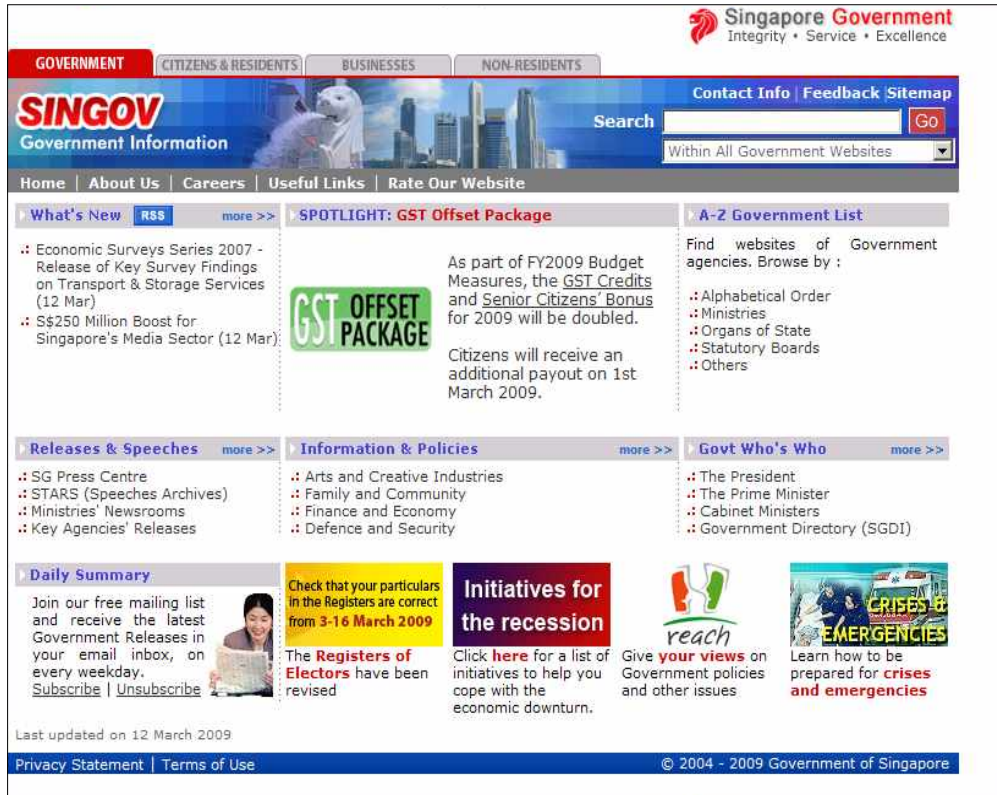 Singapore Government
Integrity • Service • Excellence
GOVERNMENT
CITIZENS & RESIDENTS
BUSINESSES
NON-RESIDENTS
SINGOV
Government Information
Contact Info | Feedback |Sitemap
Search
Go
Within All Government Websites
Home | About Us | Careers | Useful Links | Rate Our Website
What's New RSS more >>
Economic Surveys Series 2007 -
Release of Key Survey Findings
on Transport & Storage Services
(12 Mar)
S$250 Million Boost for
Singapore's Media Sector (12 Mar)
SPOTLIGHT: GST Offset Package
GST OFFSET
PACKAGE
As part of FY2009 Budget
Measures, the GST Credits
and Senior Citizens' Bonus
for 2009 will be doubled.
Citizens will receive an
additional payout on 1st
March 2009.
A-Z Government List
Find websites of Government
agencies. Browse by :
Alphabetical Order
Ministries
Organs of State
Statutory Boards
Others
Releases & Speeches more >>
SG Press Centre
STARS (Speeches Archives)
Ministries' Newsrooms
Key Agencies' Releases
Information & Policies more >>
Arts and Creative Industries
Family and Community
Finance and Economy
Defence and Security
Govt Who's Who more >>
The President
The Prime Minister
Cabinet Ministers
Government Directory (SGDI)
Daily Summary
Join our free mailing list
and receive the latest
Government Releases in
your email inbox, on
every weekday.
Subscribe | Unsubscribe
Check that your particulars
in the Registers are correct
from 3-16 March 2009
The Registers of
Electors have been
revised
Initiatives for
the recession
Click here for a list of
initiatives to help you
cope with the
economic downturn.
reach
Give your views on
Government policies
and other issues
CRISES &
EMERGENCIES
Learn how to be
prepared for crises
and emergencies
Last updated on 12 March 2009
Privacy Statement | Terms of Use
© 2004 - 2009 Government of Singapore